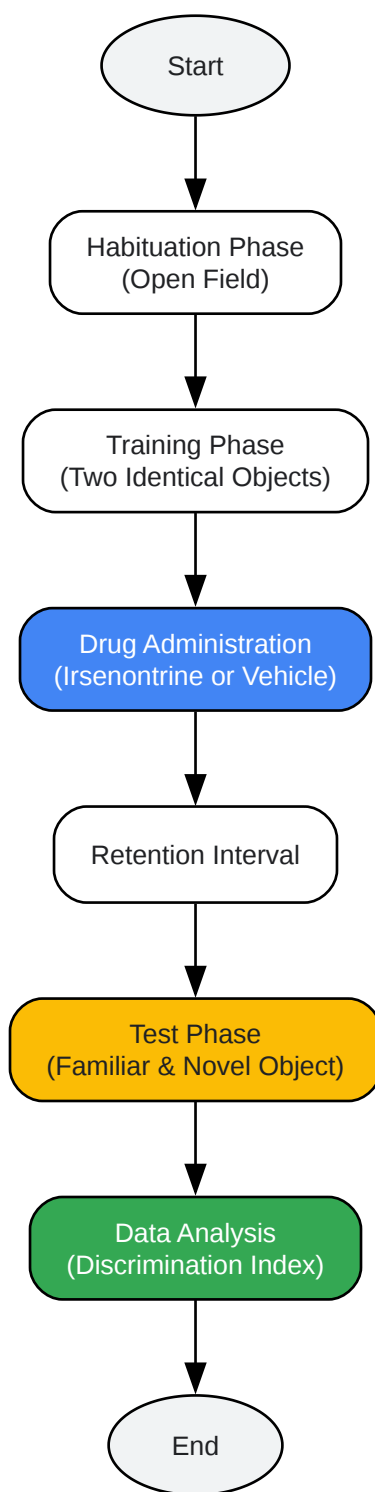 Start
Habituation Phase
(Open Field)
Training Phase
(Two Identical Objects)
Drug Administration
(Irsenontrine or Vehicle)
Retention Interval
Test Phase
(Familiar & Novel Object)
Data Analysis
(Discrimination Index)
End